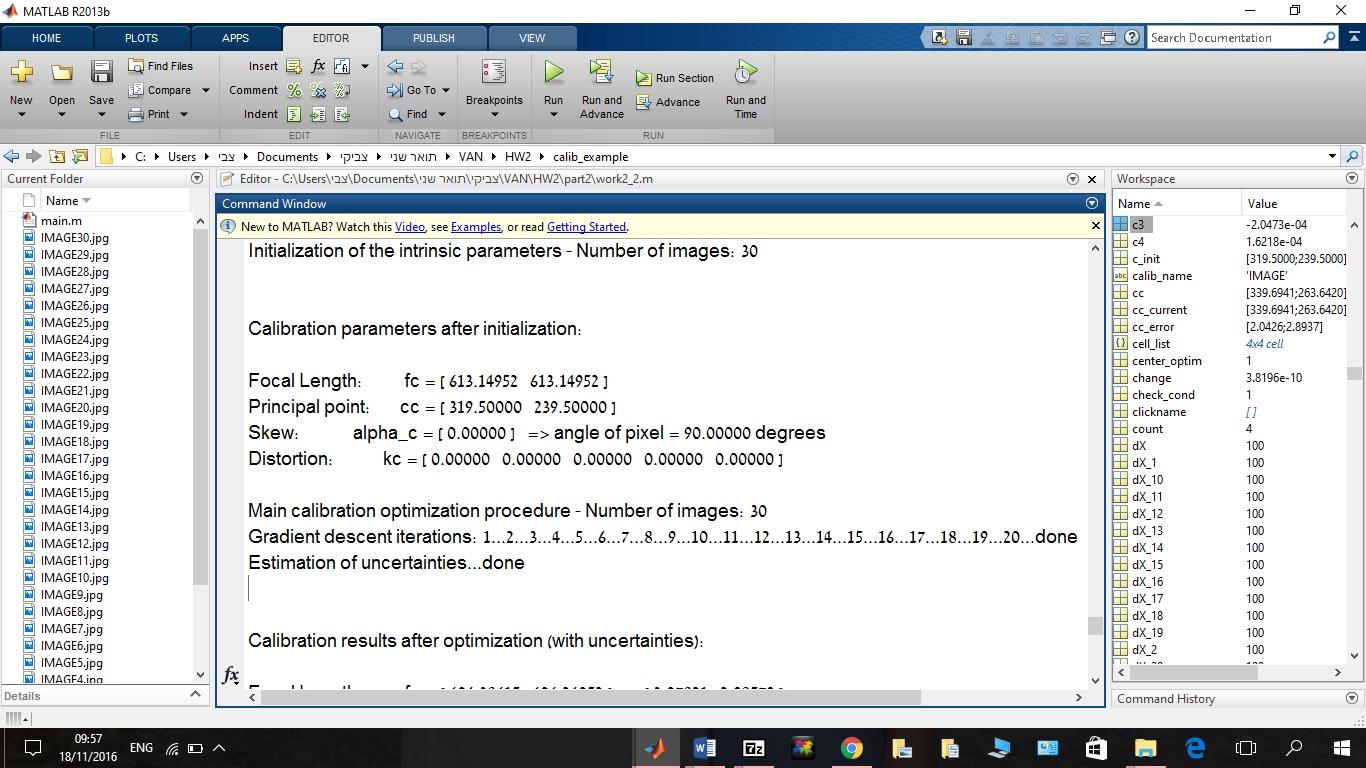 MATLAB R2013b
HOME PLOTS APPS EDITOR PUBLISH VIEW
Search Documentation
New Open Save Find Files Compare Print
Insert Comment Indent
Go To Find
Breakpoints
Run Run and Advance Run Section Advance Run and Time
FILE EDIT NAVIGATE BREAKPOINTS RUN
C: Users צבי Documents צביקי תואר שני VAN HW2 calib_example
Current Folder
Name
main.m
IMAGE30.jpg
IMAGE29.jpg
IMAGE28.jpg
IMAGE27.jpg
IMAGE26.jpg
IMAGE25.jpg
IMAGE24.jpg
IMAGE23.jpg
IMAGE22.jpg
IMAGE21.jpg
IMAGE20.jpg
IMAGE19.jpg
IMAGE18.jpg
IMAGE17.jpg
IMAGE16.jpg
IMAGE15.jpg
IMAGE14.jpg
IMAGE13.jpg
IMAGE12.jpg
IMAGE11.jpg
IMAGE10.jpg
IMAGE9.jpg
IMAGE8.jpg
IMAGE7.jpg
IMAGE6.jpg
IMAGE5.jpg
IMAGE4.jpg
Details
Editor - C:\Users\צבי\Documents\צביקי\תואר שני\VAN\HW2\part2\work2_2.m
Command Window
New to MATLAB? Watch this Video, see Examples, or read Getting Started.
Initialization of the intrinsic parameters - Number of images: 30
Calibration parameters after initialization:
Focal Length: fc = [ 613.14952 613.14952 ]
Principal point: cc = [ 319.50000 239.50000 ]
Skew: alpha_c = [ 0.00000 ] => angle of pixel = 90.00000 degrees
Distortion: kc = [ 0.00000 0.00000 0.00000 0.00000 0.00000 ]
Main calibration optimization procedure - Number of images: 30
Gradient descent iterations: 1...2...3...4...5...6...7...8...9...10...11...12...13...14...15...16...17...18...19...20...done
Estimation of uncertainties...done
Calibration results after optimization (with uncertainties):
fx
Workspace
Name Value
c3 -2.0473e-04
c4 1.6218e-04
c_init [319.5000;239.5000]
abc calib_name 'IMAGE'
cc [339.6941;263.6420]
cc_current [339.6941;263.6420]
cc_error [2.0426;2.8937]
cell_list 4x4 cell
center_optim 1
change 3.8196e-10
check_cond 1
clickname []
count 4
dX 100
dX_1 100
dX_10 100
dX_11 100
dX_12 100
dX_13 100
dX_14 100
dX_15 100
dX_16 100
dX_17 100
dX_18 100
dX_19 100
dX_2 100
Command History
09:57
18/11/2016
ENG